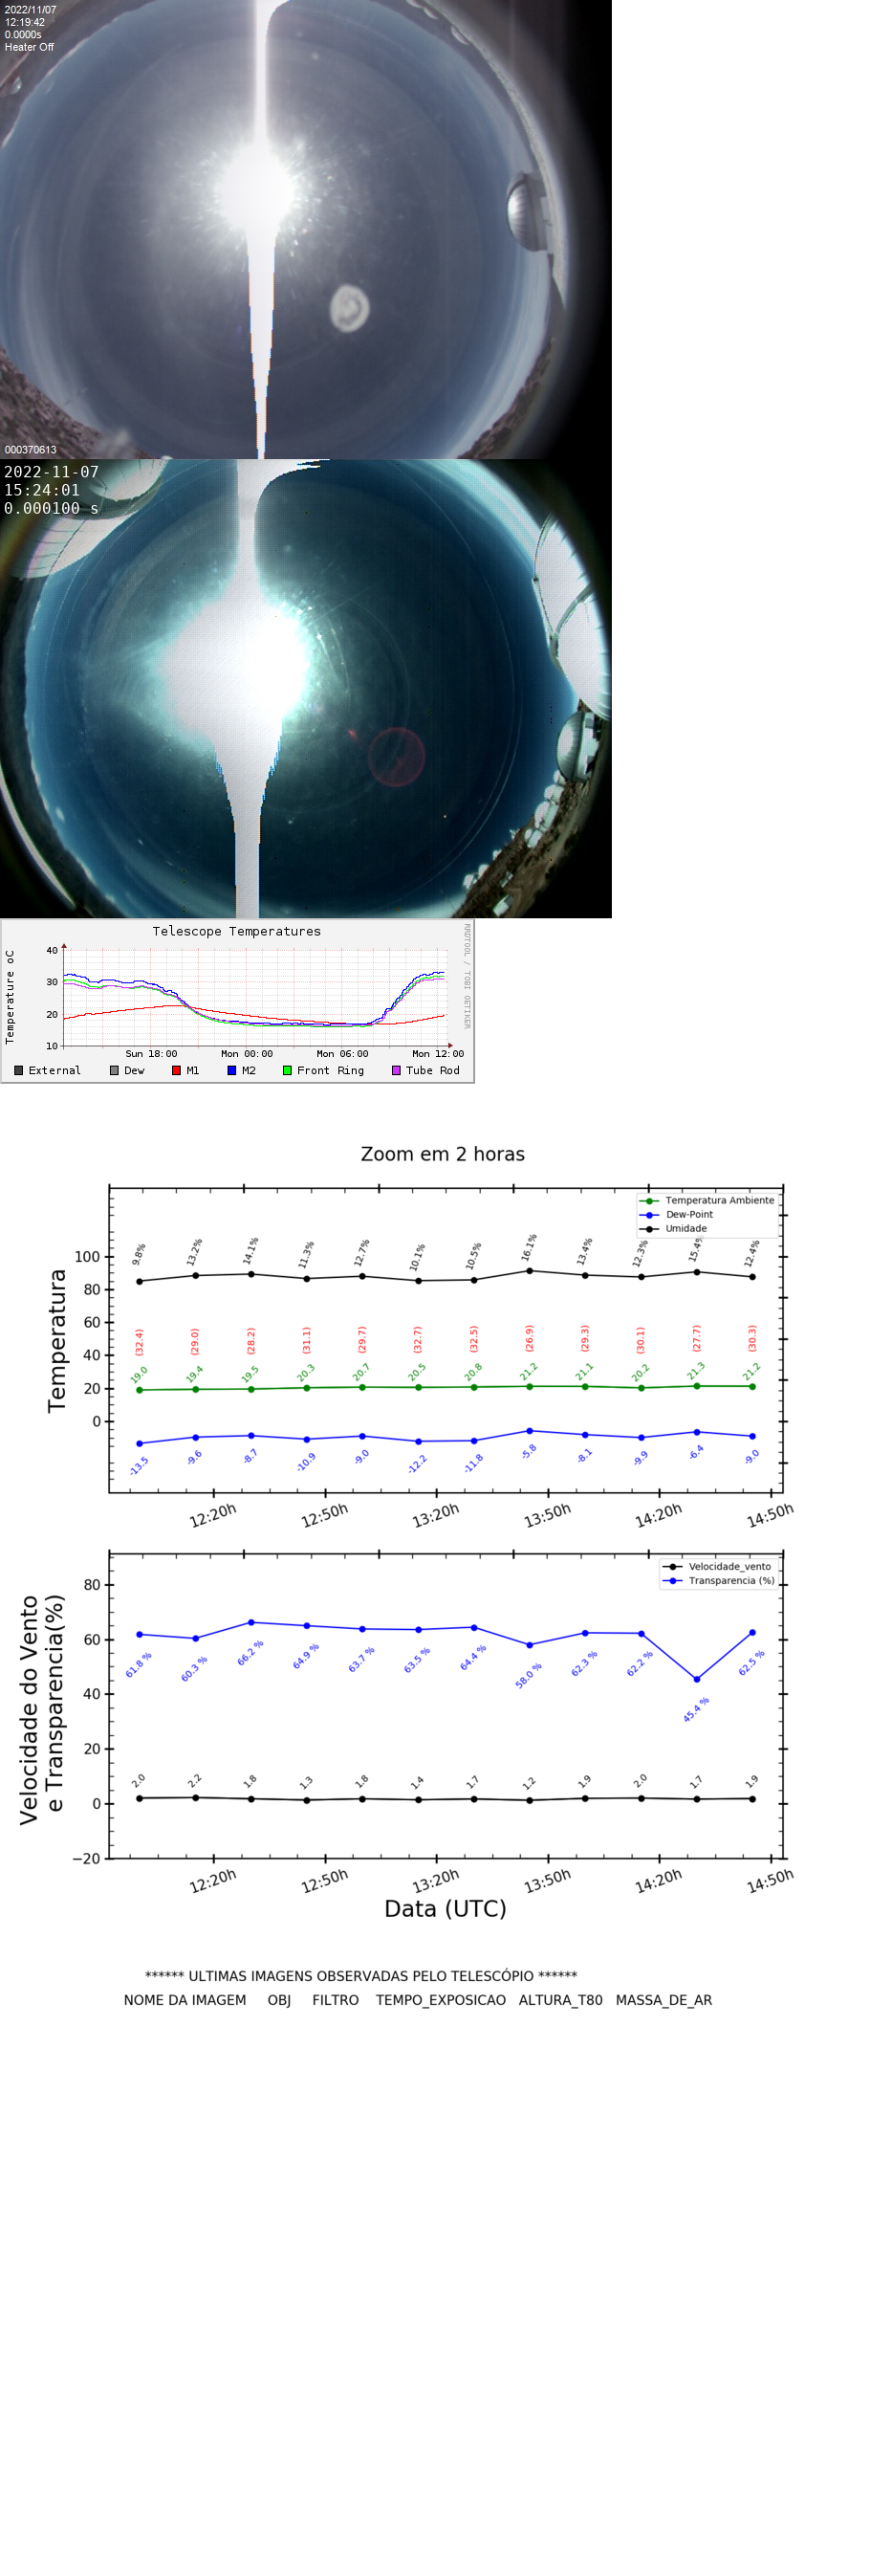 2022/11/07
12:19:42
0.0000s
Heater Off
000370613
2022-11-07
15:24:01
0.000100 s
Telescope Temperatures
RRDTOOL / TOBI OETIKER
Temperature oC
40
30
20
10
Sun 18:00 Mon 00:00 Mon 06:00 Mon 12:00
External Dew M1 M2 Front Ring Tube Rod
Zoom em 2 horas
Temperatura Ambiente
Dew-Point
Umidade
Temperatura
100
80
60
40
20
0
9.8% 13.2% 14.1% 11.3% 12.7% 10.1% 10.5% 16.1% 13.4% 12.3% 15.4% 12.4%
(32.4) (29.0) (28.2) (31.1) (29.7) (32.7) (32.5) (26.9) (29.3) (30.1) (27.7) (30.3)
19.0 19.4 19.5 20.3 20.7 20.5 20.8 21.2 21.1 20.2 21.3 21.2
-13.5 -9.6 -8.7 -10.9 -9.0 -12.2 -11.8 -5.8 -8.1 -9.9 -6.4 -9.0
12:20h 12:50h 13:20h 13:50h 14:20h 14:50h
Velocidade_vento
Transparencia (%)
Velocidade do Vento
e Transparencia(%)
80
60
40
20
0
−20
61.8 % 60.3 % 66.2 % 64.9 % 63.7 % 63.5 % 64.4 % 58.0 % 62.3 % 62.2 % 45.4 % 62.5 %
2.0 2.2 1.8 1.3 1.8 1.4 1.7 1.2 1.9 2.0 1.7 1.9
12:20h 12:50h 13:20h 13:50h 14:20h 14:50h
Data (UTC)
****** ULTIMAS IMAGENS OBSERVADAS PELO TELESCÓPIO ******
NOME DA IMAGEM OBJ FILTRO TEMPO_EXPOSICAO ALTURA_T80 MASSA_DE_AR